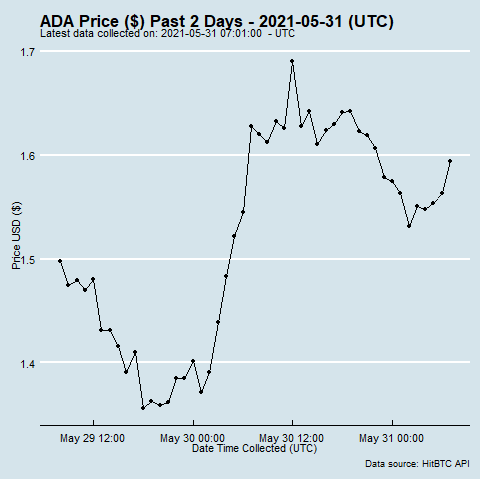 ADA Price ($) Past 2 Days - 2021-05-31 (UTC)
Latest data collected on: 2021-05-31 07:01:00  - UTC
1.7
1.6
1.5
1.4
Price USD ($)
May 29 12:00
May 30 00:00
May 30 12:00
May 31 00:00
Date Time Collected (UTC)
Data source: HitBTC API